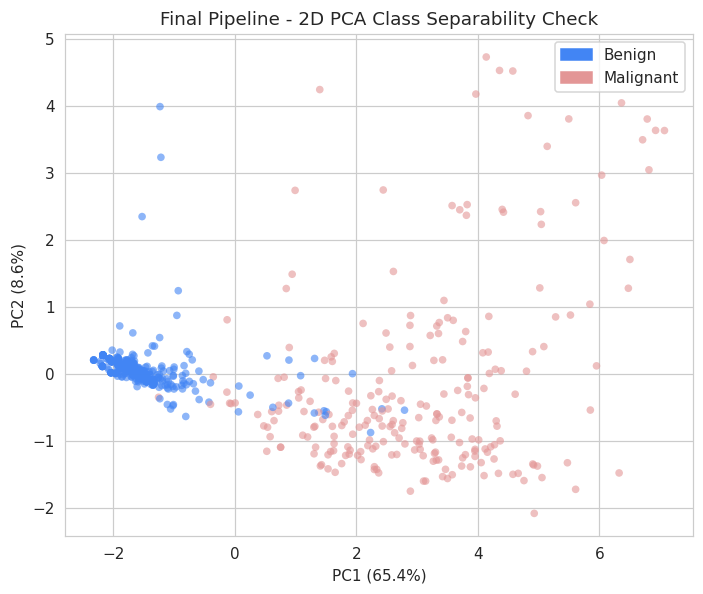 Final Pipeline - 2D PCA Class Separability Check
Benign
Malignant
5
4
3
2
1
0
−1
−2
PC2 (8.6%)
−2
0
2
4
6
PC1 (65.4%)